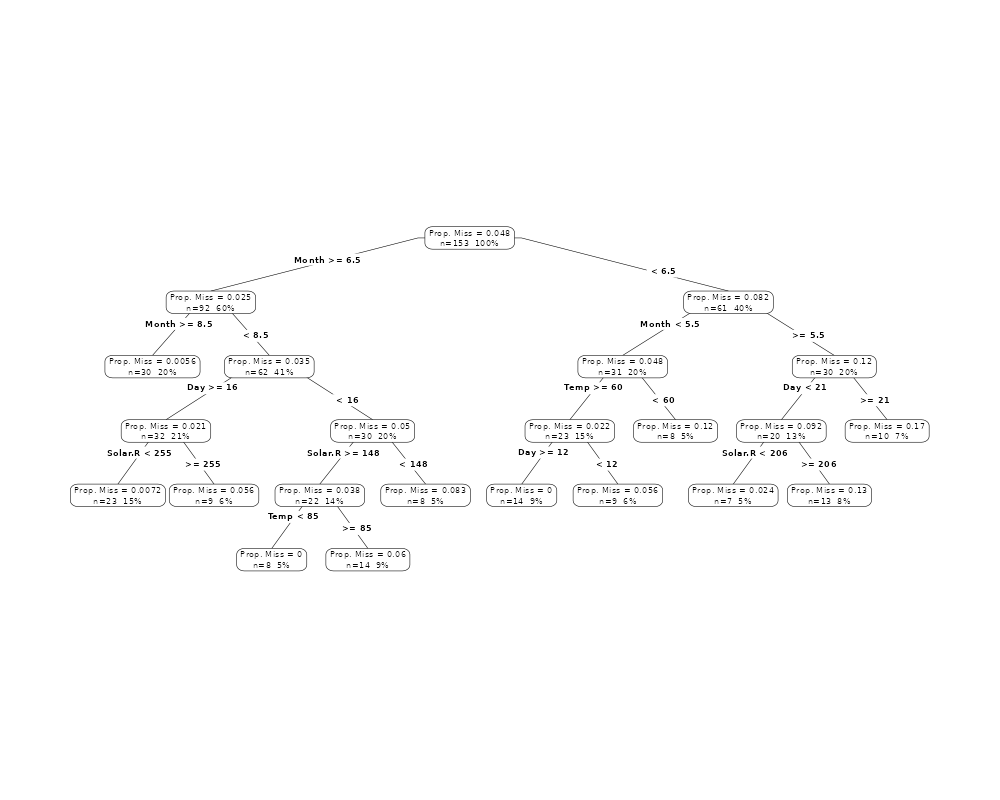 Prop. Miss = 0.048
n=153 100%
Month >= 6.5
< 6.5
Prop. Miss = 0.025
n=92 60%
Prop. Miss = 0.082
n=61 40%
Month >= 8.5
< 8.5
Month < 5.5
>= 5.5
Prop. Miss = 0.0056
n=30 20%
Prop. Miss = 0.035
n=62 41%
Prop. Miss = 0.048
n=31 20%
Prop. Miss = 0.12
n=30 20%
Day >= 16
< 16
Temp >= 60
< 60
Day < 21
>= 21
Prop. Miss = 0.021
n=32 21%
Prop. Miss = 0.05
n=30 20%
Prop. Miss = 0.022
n=23 15%
Prop. Miss = 0.12
n=8 5%
Prop. Miss = 0.092
n=20 13%
Prop. Miss = 0.17
n=10 7%
Solar.R < 255
>= 255
Solar.R >= 148
< 148
Day >= 12
< 12
Solar.R < 206
>= 206
Prop. Miss = 0.0072
n=23 15%
Prop. Miss = 0.056
n=9 6%
Prop. Miss = 0.038
n=22 14%
Prop. Miss = 0.083
n=8 5%
Prop. Miss = 0
n=14 9%
Prop. Miss = 0.056
n=9 6%
Prop. Miss = 0.024
n=7 5%
Prop. Miss = 0.13
n=13 8%
Temp < 85
>= 85
Prop. Miss = 0
n=8 5%
Prop. Miss = 0.06
n=14 9%